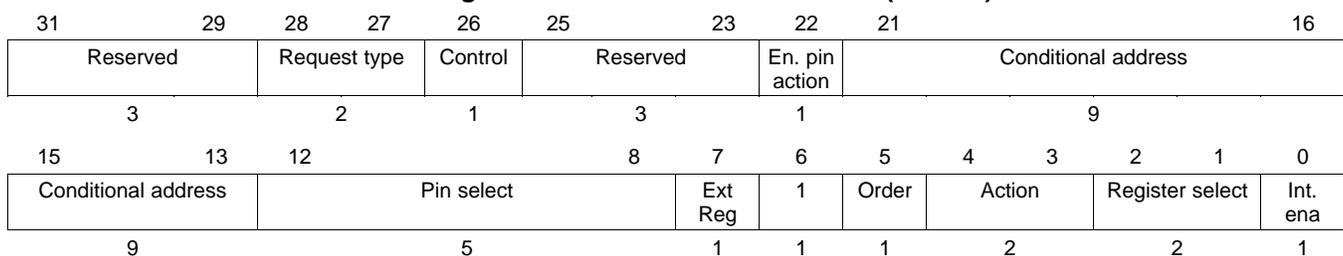 31 29 28 27 26 25 23 22 21 16
Reserved Request type Control Reserved En. pin action Conditional address
3 2 1 3 1 9
15 13 12 8 7 6 5 4 3 2 1 0
Conditional address Pin select Ext Reg 1 Order Action Register select Int. ena
9 5 1 1 1 2 2 1